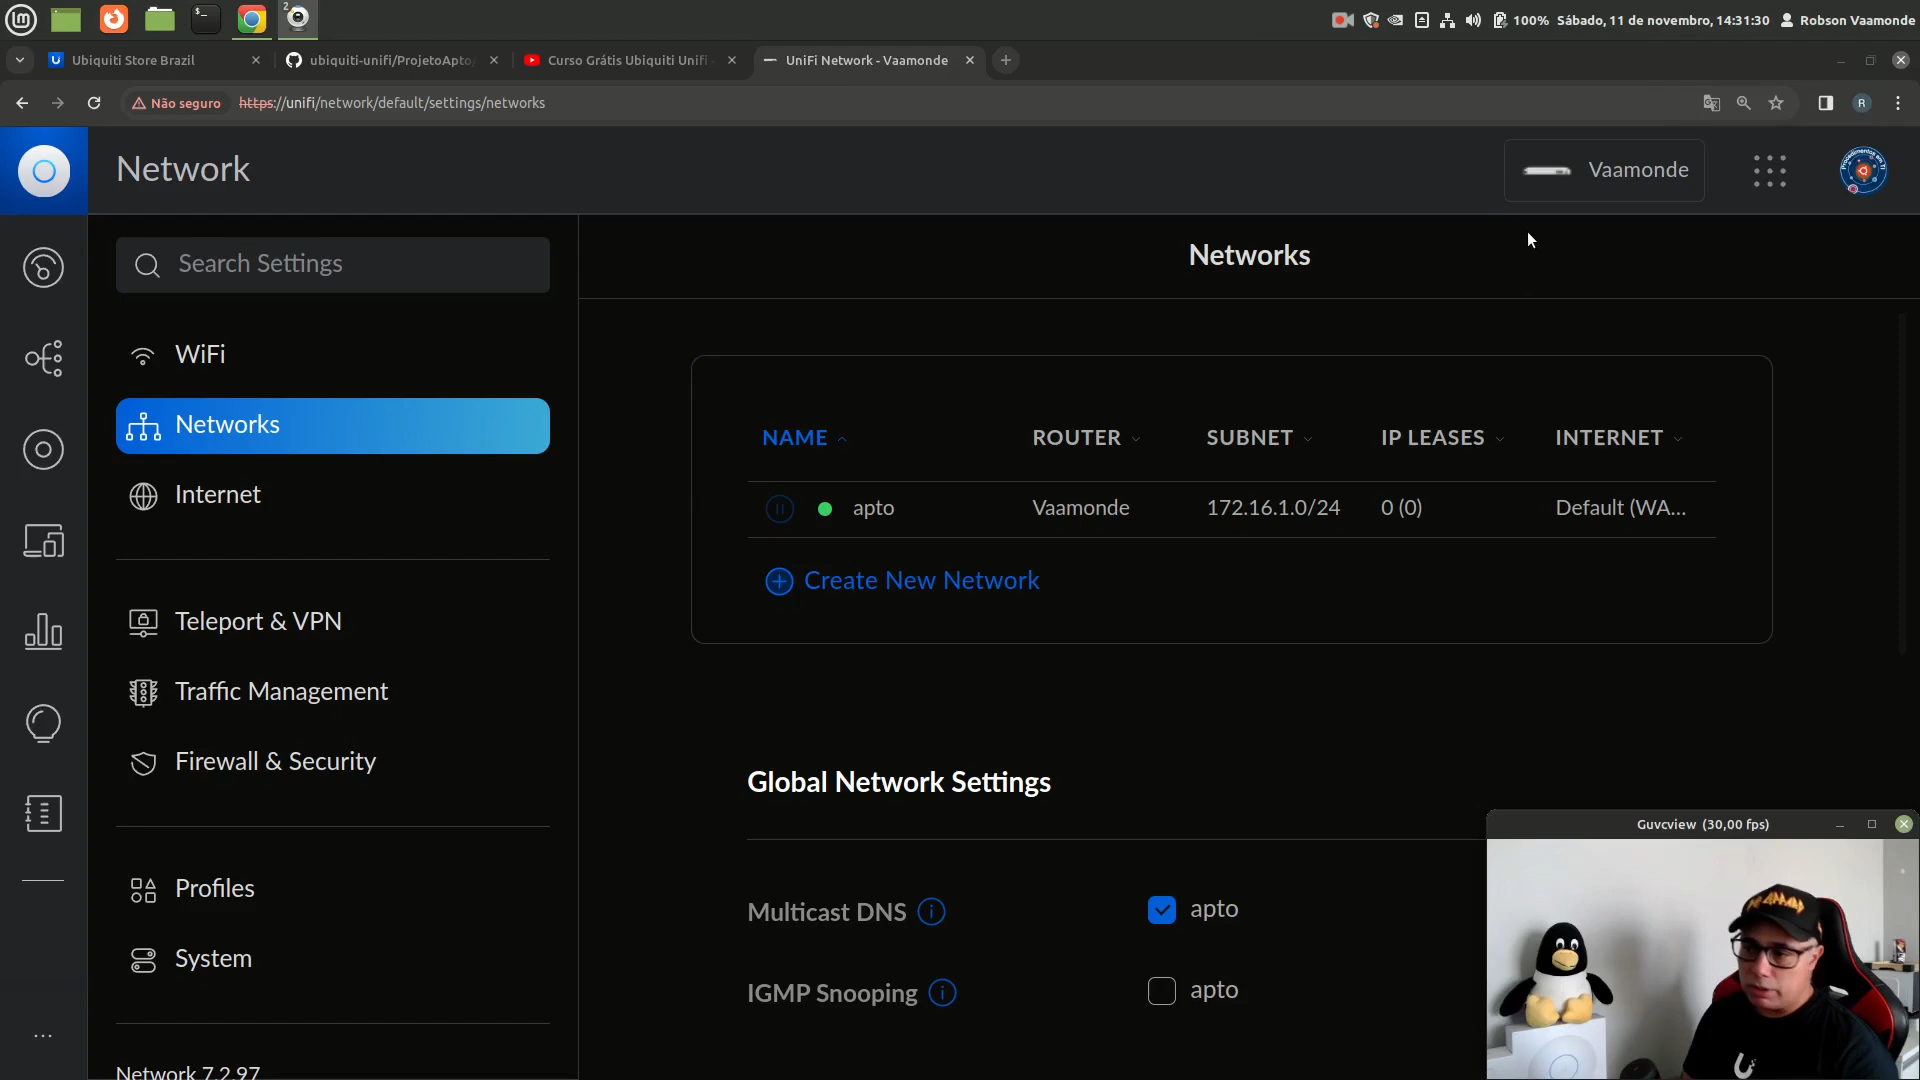 100% Sábado, 11 de novembro, 14:31:30 Robson Vaamonde
Ubiquiti Store Brazil
ubiquiti-unifi/ProjetoApto/
Curso Grátis Ubiquiti Unifi
UniFi Network - Vaamonde
Não seguro
https://unifi/network/default/settings/networks
R
Network
Vaamonde
Search Settings
Networks
WiFi
Networks
Internet
Teleport & VPN
Traffic Management
Firewall & Security
Profiles
System
Network 7.2.97
NAME
ROUTER
SUBNET
IP LEASES
INTERNET
apto
Vaamonde
172.16.1.0/24
0 (0)
Default (WA...
Create New Network
Global Network Settings
Multicast DNS
apto
IGMP Snooping
apto
Guvcview (30,00 fps)